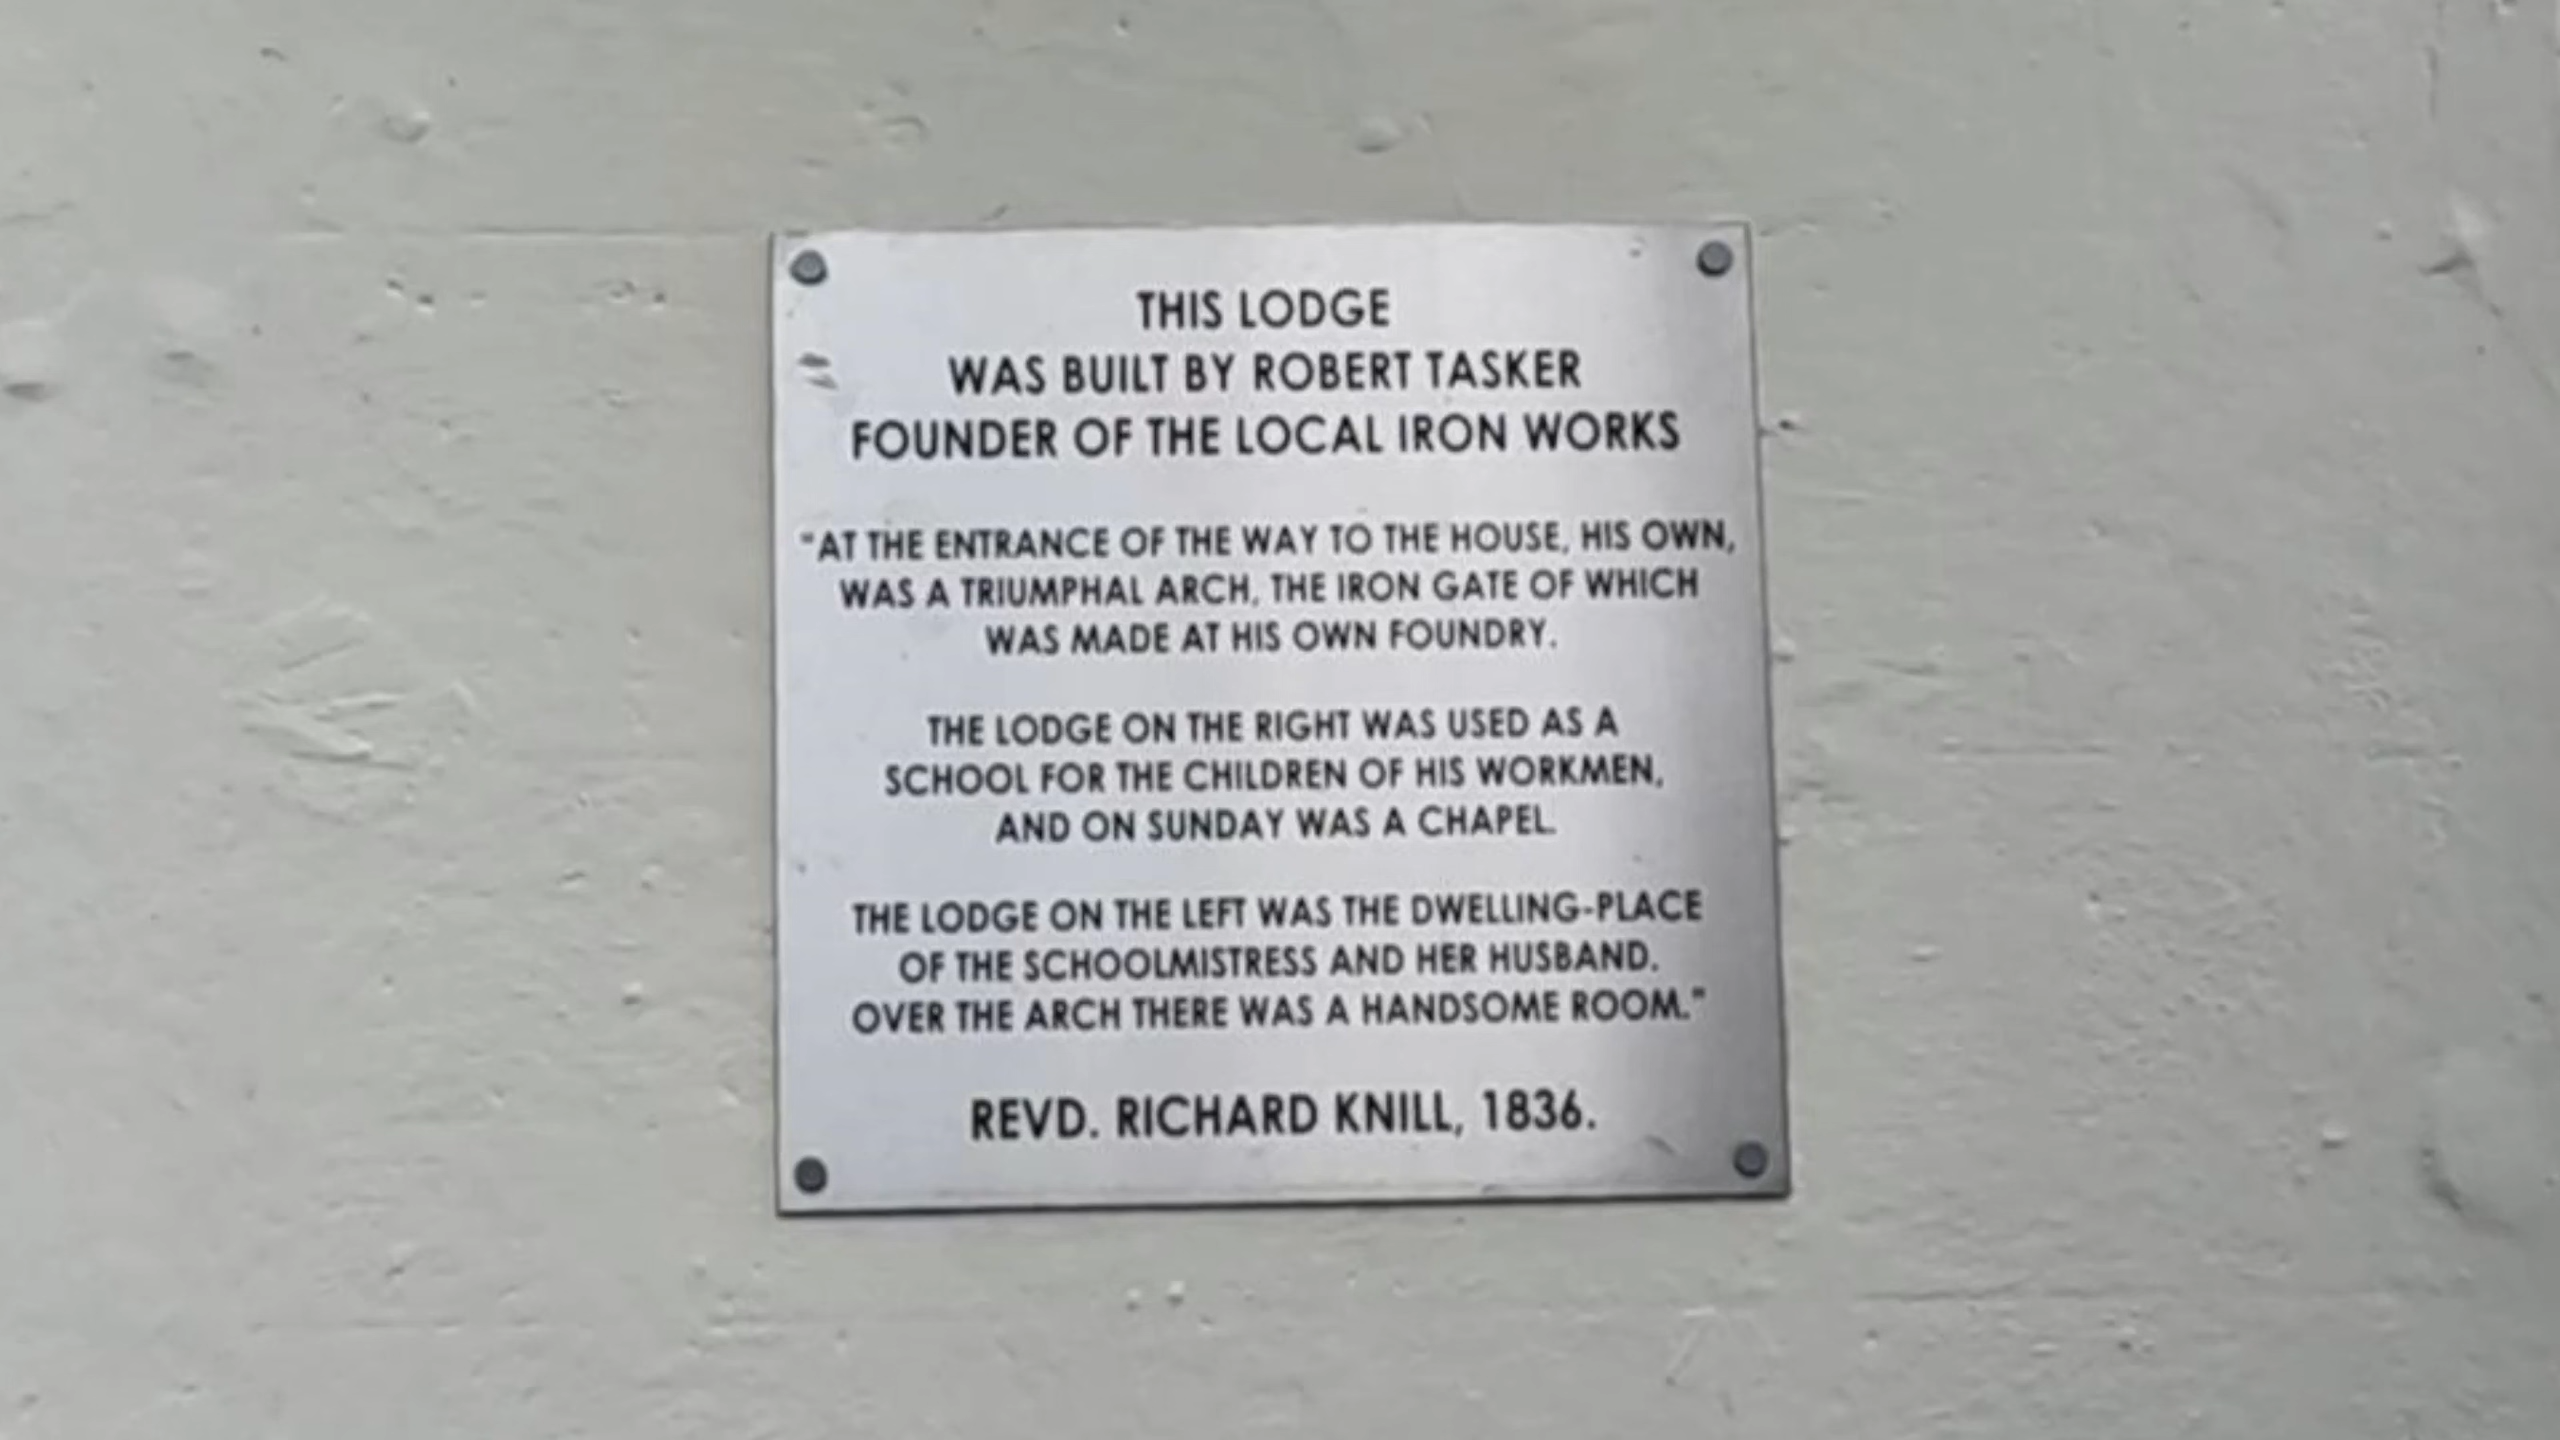 THIS LODGE
WAS BUILT BY ROBERT TASKER
FOUNDER OF THE LOCAL IRON WORKS
"AT THE ENTRANCE OF THE WAY TO THE HOUSE, HIS OWN,
WAS A TRIUMPHAL ARCH, THE IRON GATE OF WHICH
WAS MADE AT HIS OWN FOUNDRY.
THE LODGE ON THE RIGHT WAS USED AS A
SCHOOL FOR THE CHILDREN OF HIS WORKMEN,
AND ON SUNDAY WAS A CHAPEL.
THE LODGE ON THE LEFT WAS THE DWELLING-PLACE
OF THE SCHOOLMISTRESS AND HER HUSBAND.
OVER THE ARCH THERE WAS A HANDSOME ROOM."
REVD. RICHARD KNILL, 1836.